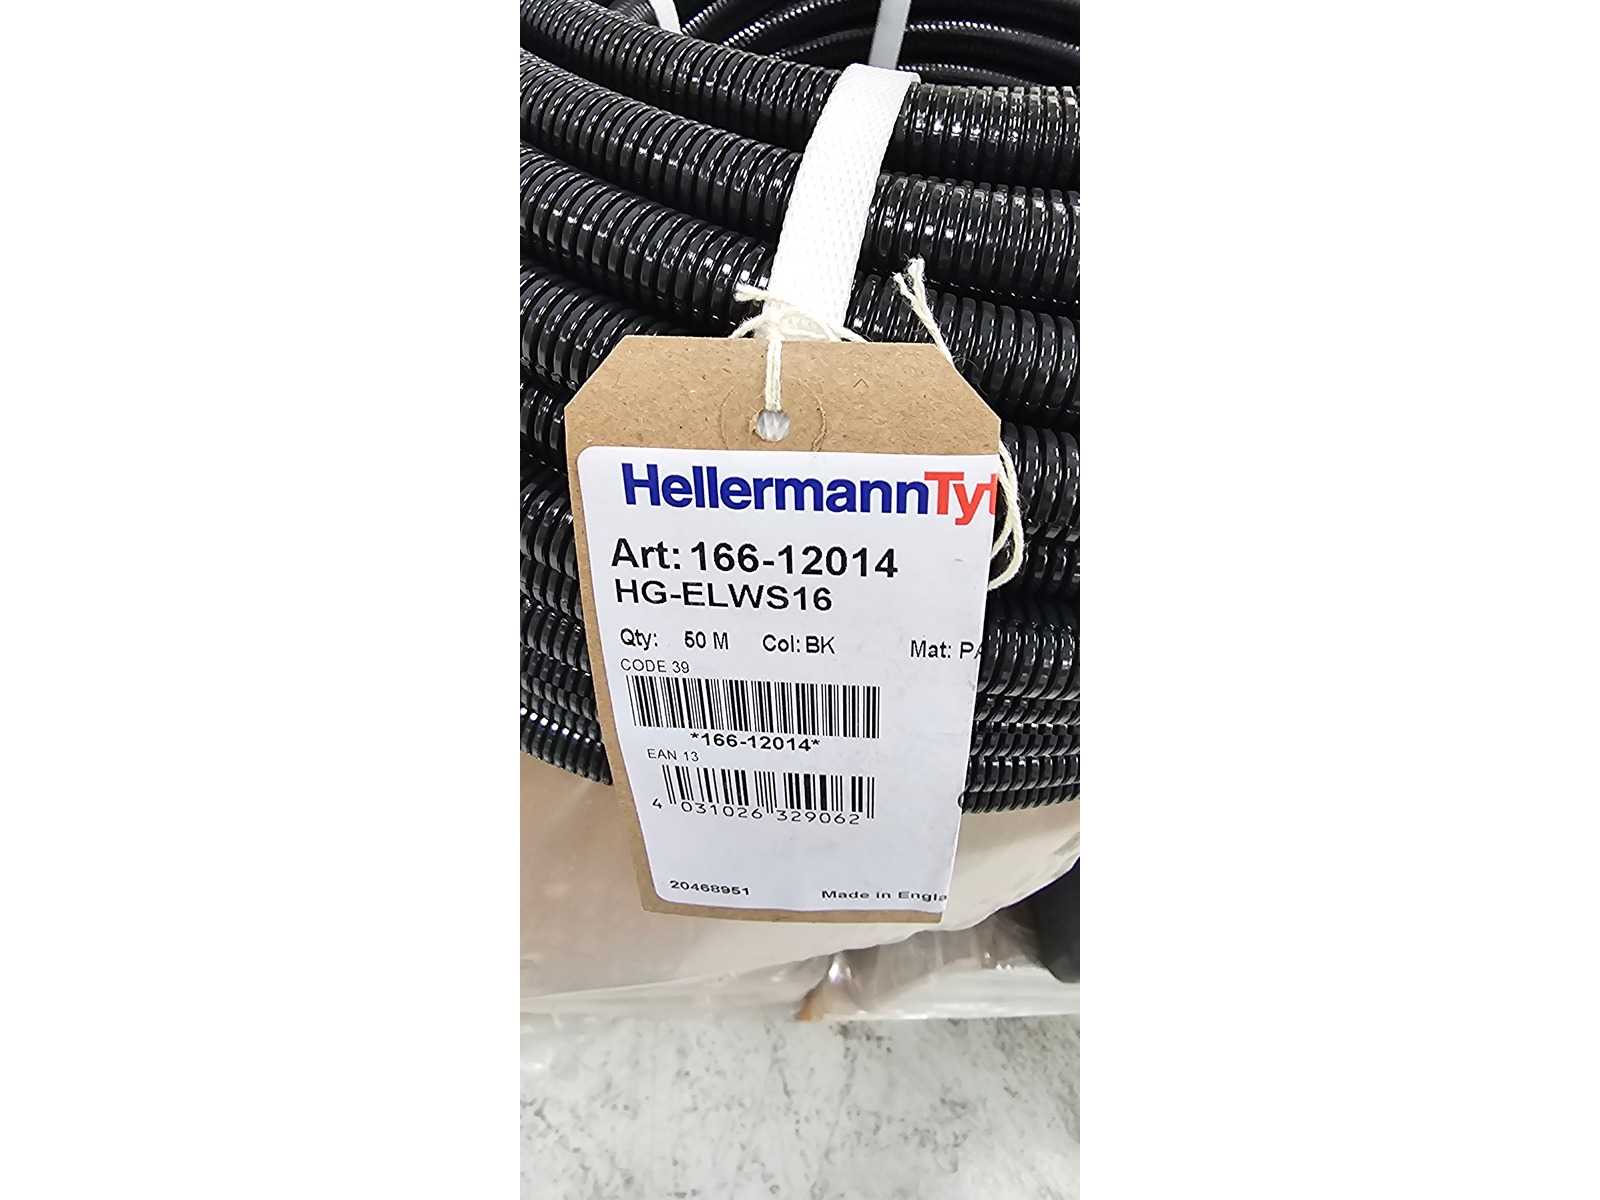 HellermannTyt
Art: 166-12014
HG-ELWS16
Qty: 50 M Col: BK Mat: PA
CODE 39
*166-12014*
EAN 13
4 031026 329062
20468951 Made in Engla